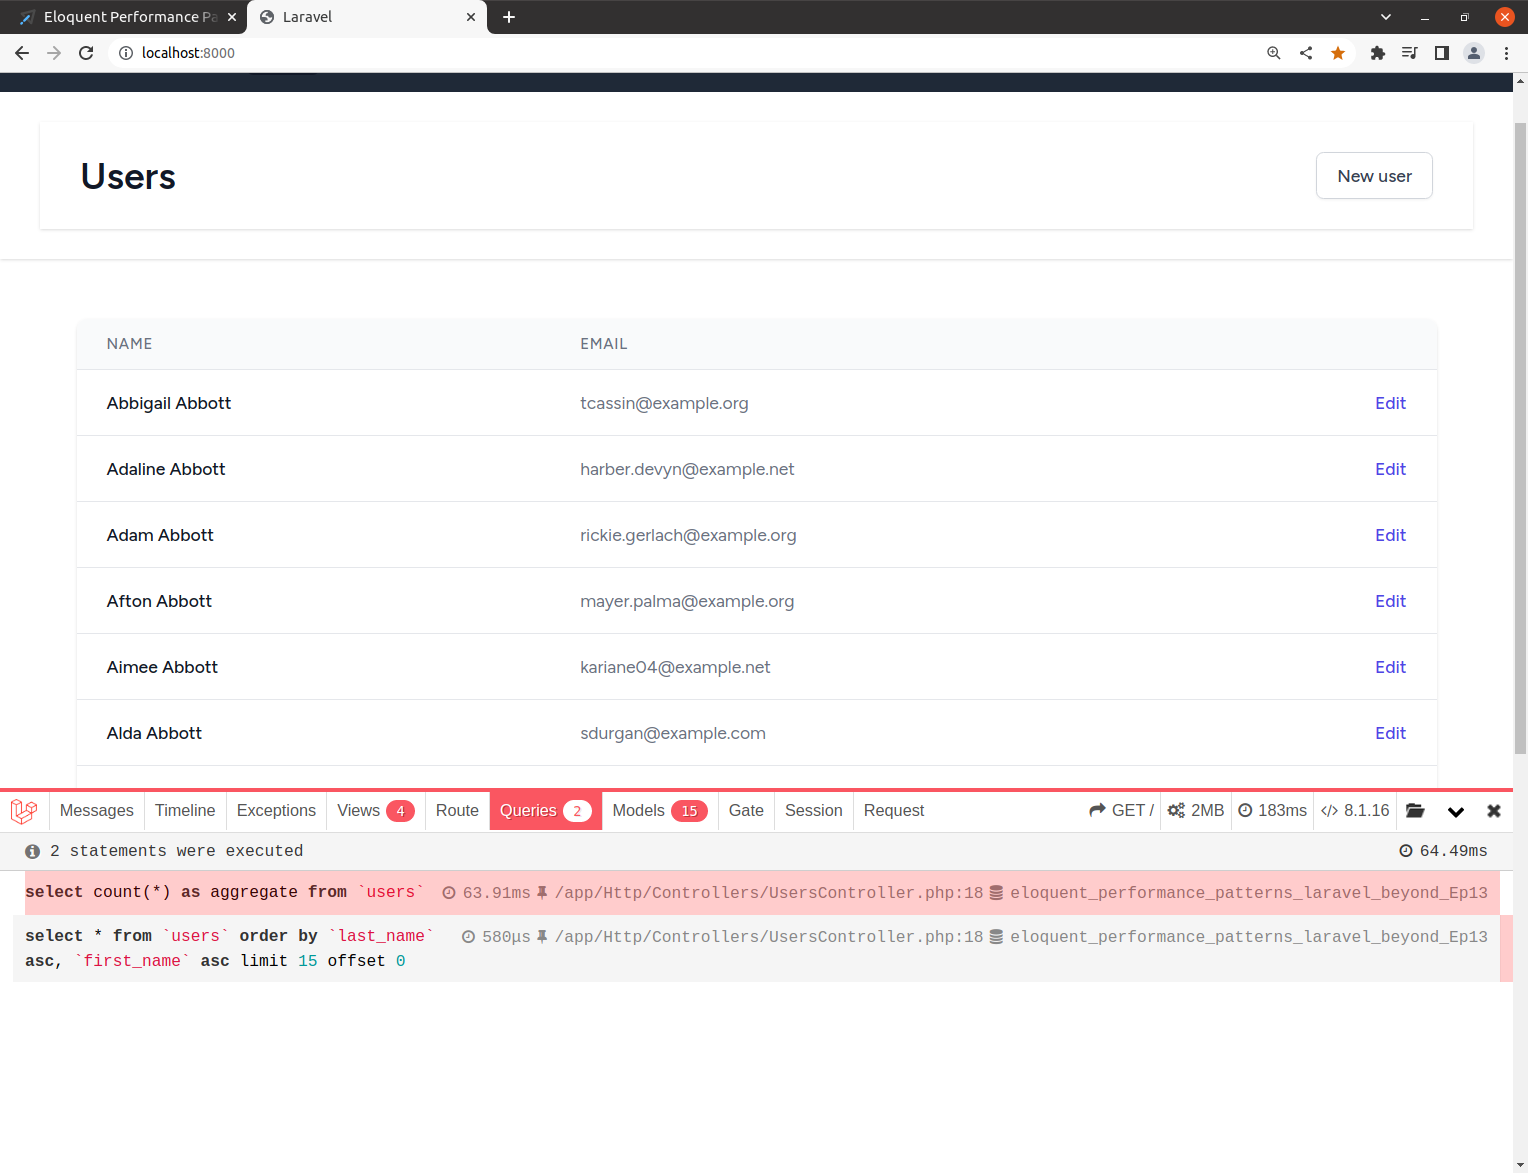 Eloquent Performance Pa
Laravel
localhost:8000
Users
New user
NAME EMAIL
Abbigail Abbott tcassin@example.org Edit
Adaline Abbott harber.devyn@example.net Edit
Adam Abbott rickie.gerlach@example.org Edit
Afton Abbott mayer.palma@example.org Edit
Aimee Abbott kariane04@example.net Edit
Alda Abbott sdurgan@example.com Edit
Messages Timeline Exceptions Views 4 Route Queries 2 Models 15 Gate Session Request GET / 2MB 183ms </> 8.1.16
2 statements were executed 64.49ms
select count(*) as aggregate from `users` 63.91ms /app/Http/Controllers/UsersController.php:18 eloquent_performance_patterns_laravel_beyond_Ep13
select * from `users` order by `last_name` 580μs /app/Http/Controllers/UsersController.php:18 eloquent_performance_patterns_laravel_beyond_Ep13
asc, `first_name` asc limit 15 offset 0